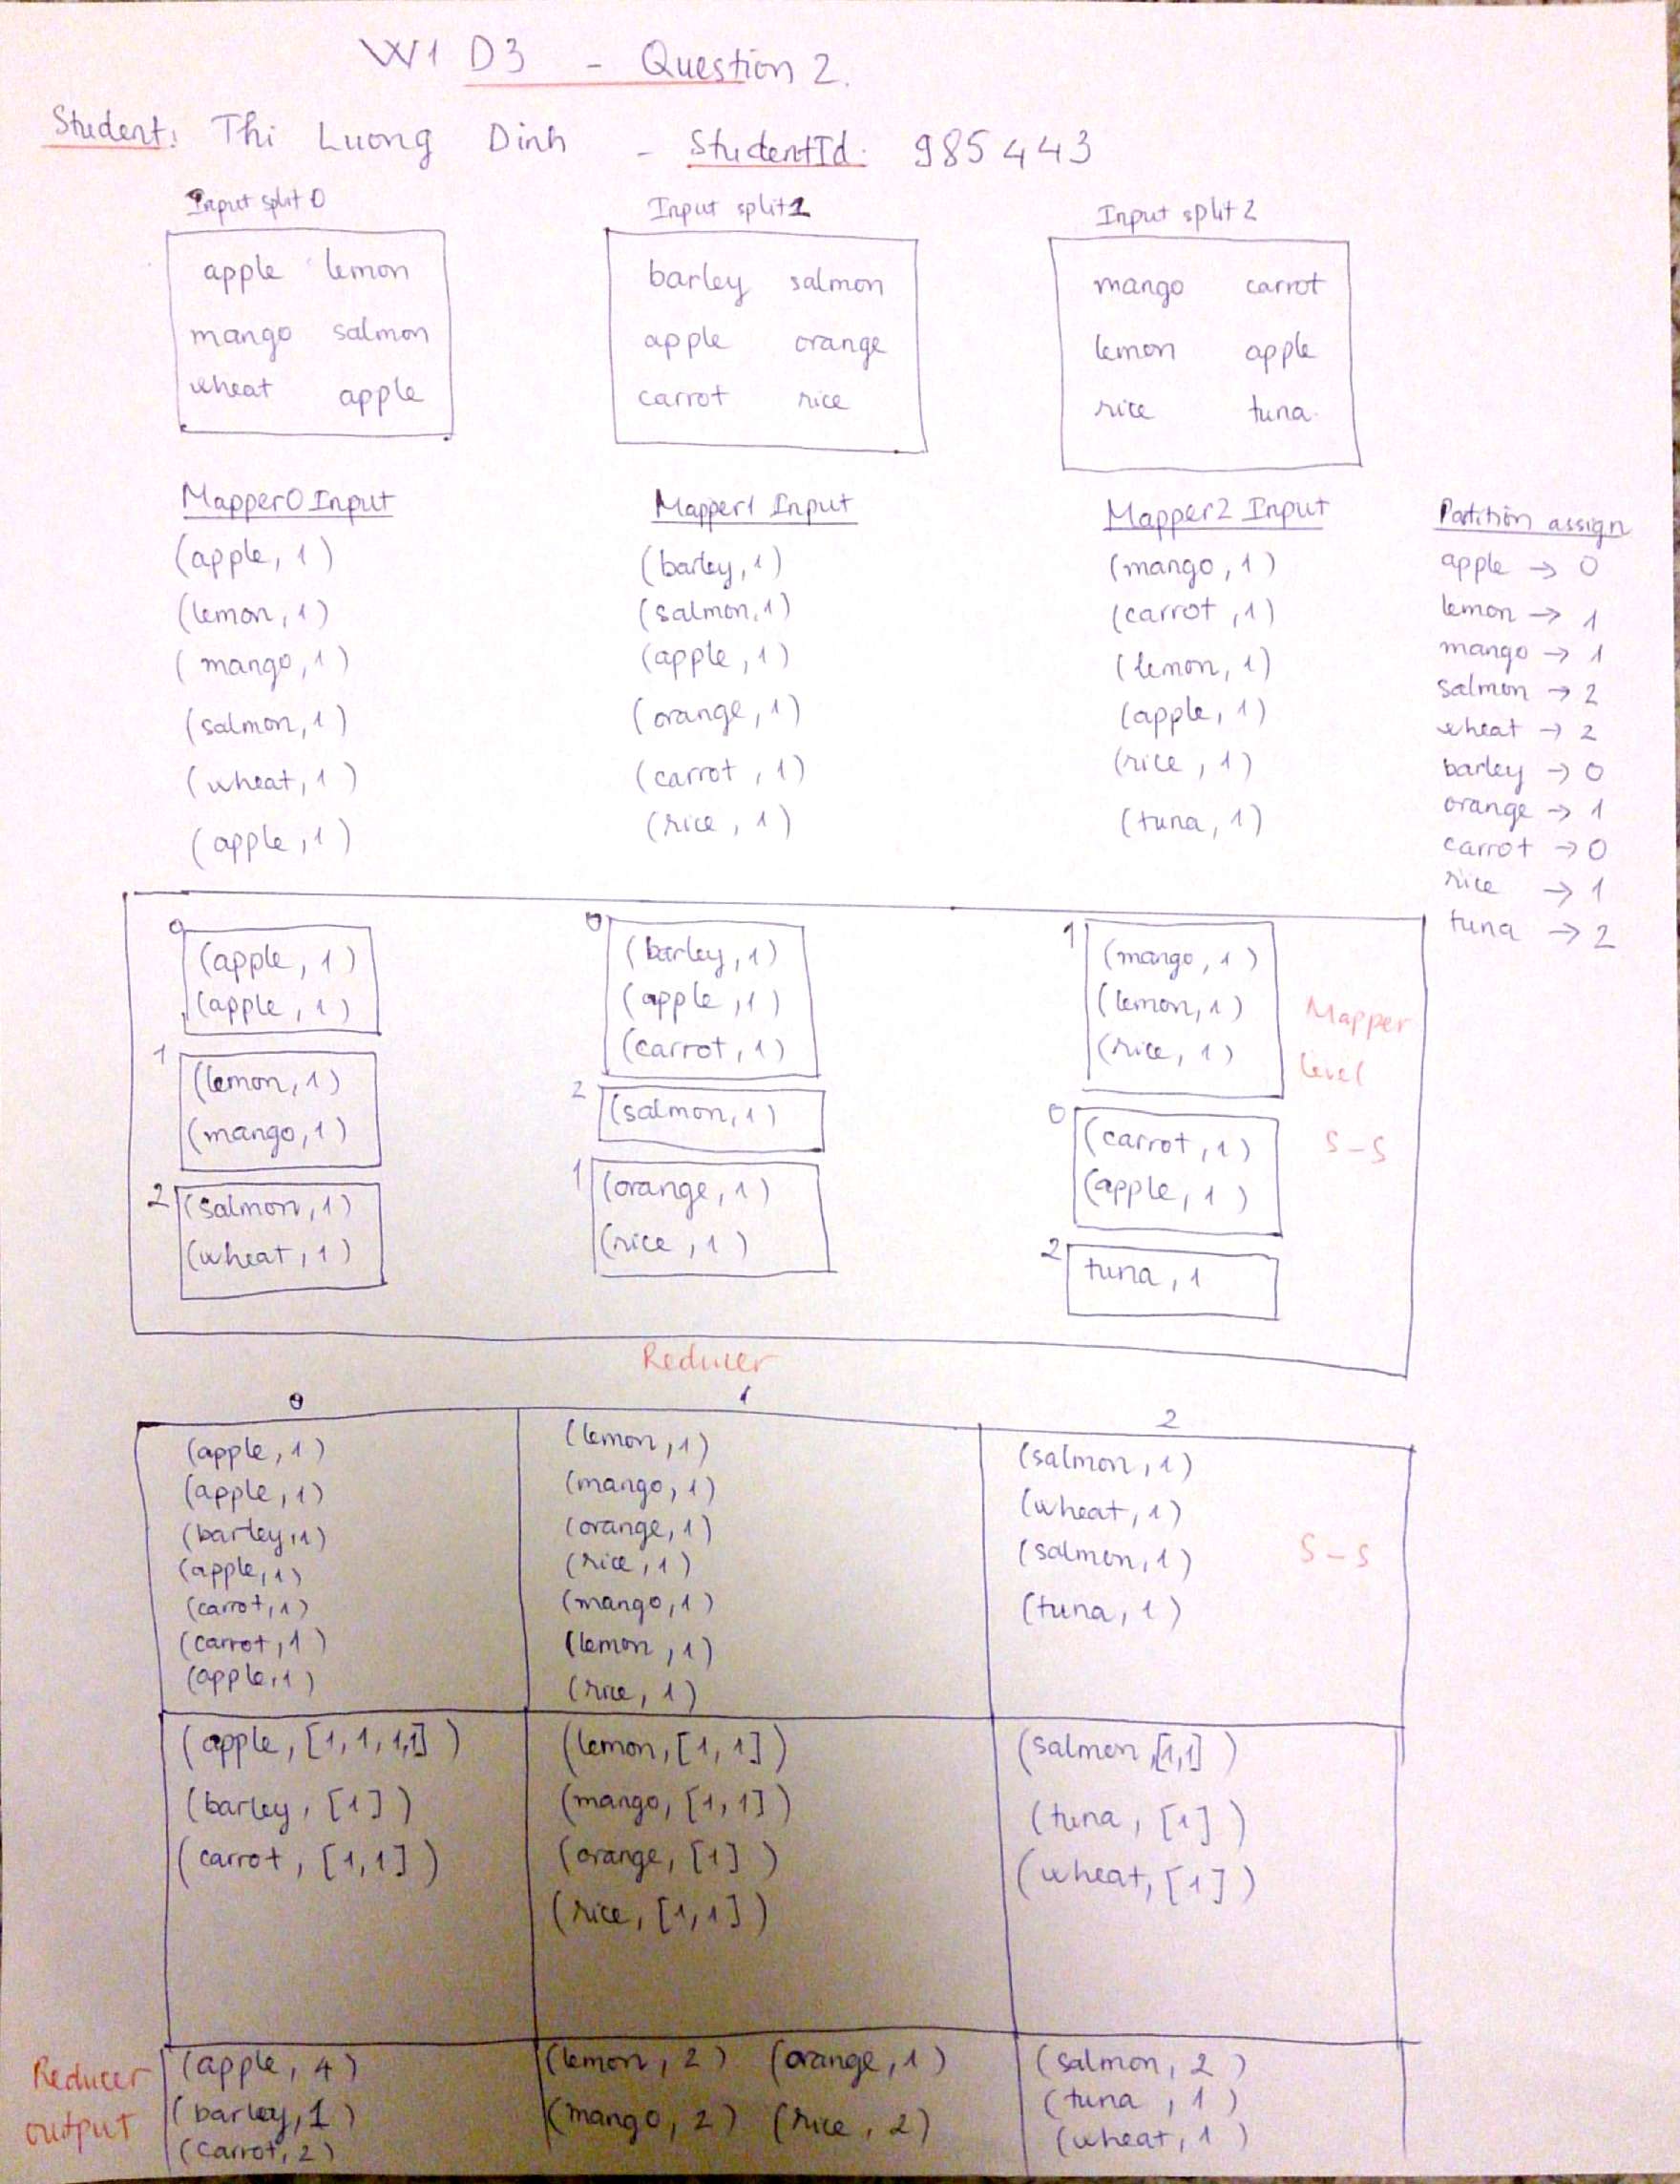 W1 D3 - Question 2.
Student: Thi Luong Dinh - StudentId: 985443
Input split 0
apple lemon
mango salmon
wheat apple
Input split 1
barley salmon
apple orange
carrot rice
Input split 2
mango carrot
lemon apple
rice tuna
Mapper0 Input
(apple, 1)
(lemon, 1)
(mango, 1)
(salmon, 1)
(wheat, 1)
(apple, 1)
Mapper1 Input
(barley, 1)
(salmon, 1)
(apple, 1)
(orange, 1)
(carrot, 1)
(rice, 1)
Mapper2 Input
(mango, 1)
(carrot, 1)
(lemon, 1)
(apple, 1)
(rice, 1)
(tuna, 1)
Partition assign
apple → 0
lemon → 1
mango → 1
salmon → 2
wheat → 2
barley → 0
orange → 1
carrot → 0
rice → 1
tuna → 2
0
(apple, 1)
(apple, 1)
1
(lemon, 1)
(mango, 1)
2
(salmon, 1)
(wheat, 1)
0
(barley, 1)
(apple, 1)
(carrot, 1)
2
(salmon, 1)
1
(orange, 1)
(rice, 1)
1
(mango, 1)
(lemon, 1)
(rice, 1)
0
(carrot, 1)
(apple, 1)
2
tuna, 1
Mapper
level
S-S
Reducer
0
(apple, 1)
(apple, 1)
(barley, 1)
(apple, 1)
(carrot, 1)
(carrot, 1)
(apple, 1)
1
(lemon, 1)
(mango, 1)
(orange, 1)
(rice, 1)
(mango, 1)
(lemon, 1)
(rice, 1)
2
(salmon, 1)
(wheat, 1)
(salmon, 1)
(tuna, 1)
S-S
(apple, [1,1,1,1])
(barley, [1])
(carrot, [1,1])
(lemon, [1,1])
(mango, [1,1])
(orange, [1])
(rice, [1,1])
(salmon, [1,1])
(tuna, [1])
(wheat, [1])
Reducer
output
(apple, 4)
(barley, 1)
(carrot, 2)
(lemon, 2) (orange, 1)
(mango, 2) (rice, 2)
(salmon, 2)
(tuna, 1)
(wheat, 1)